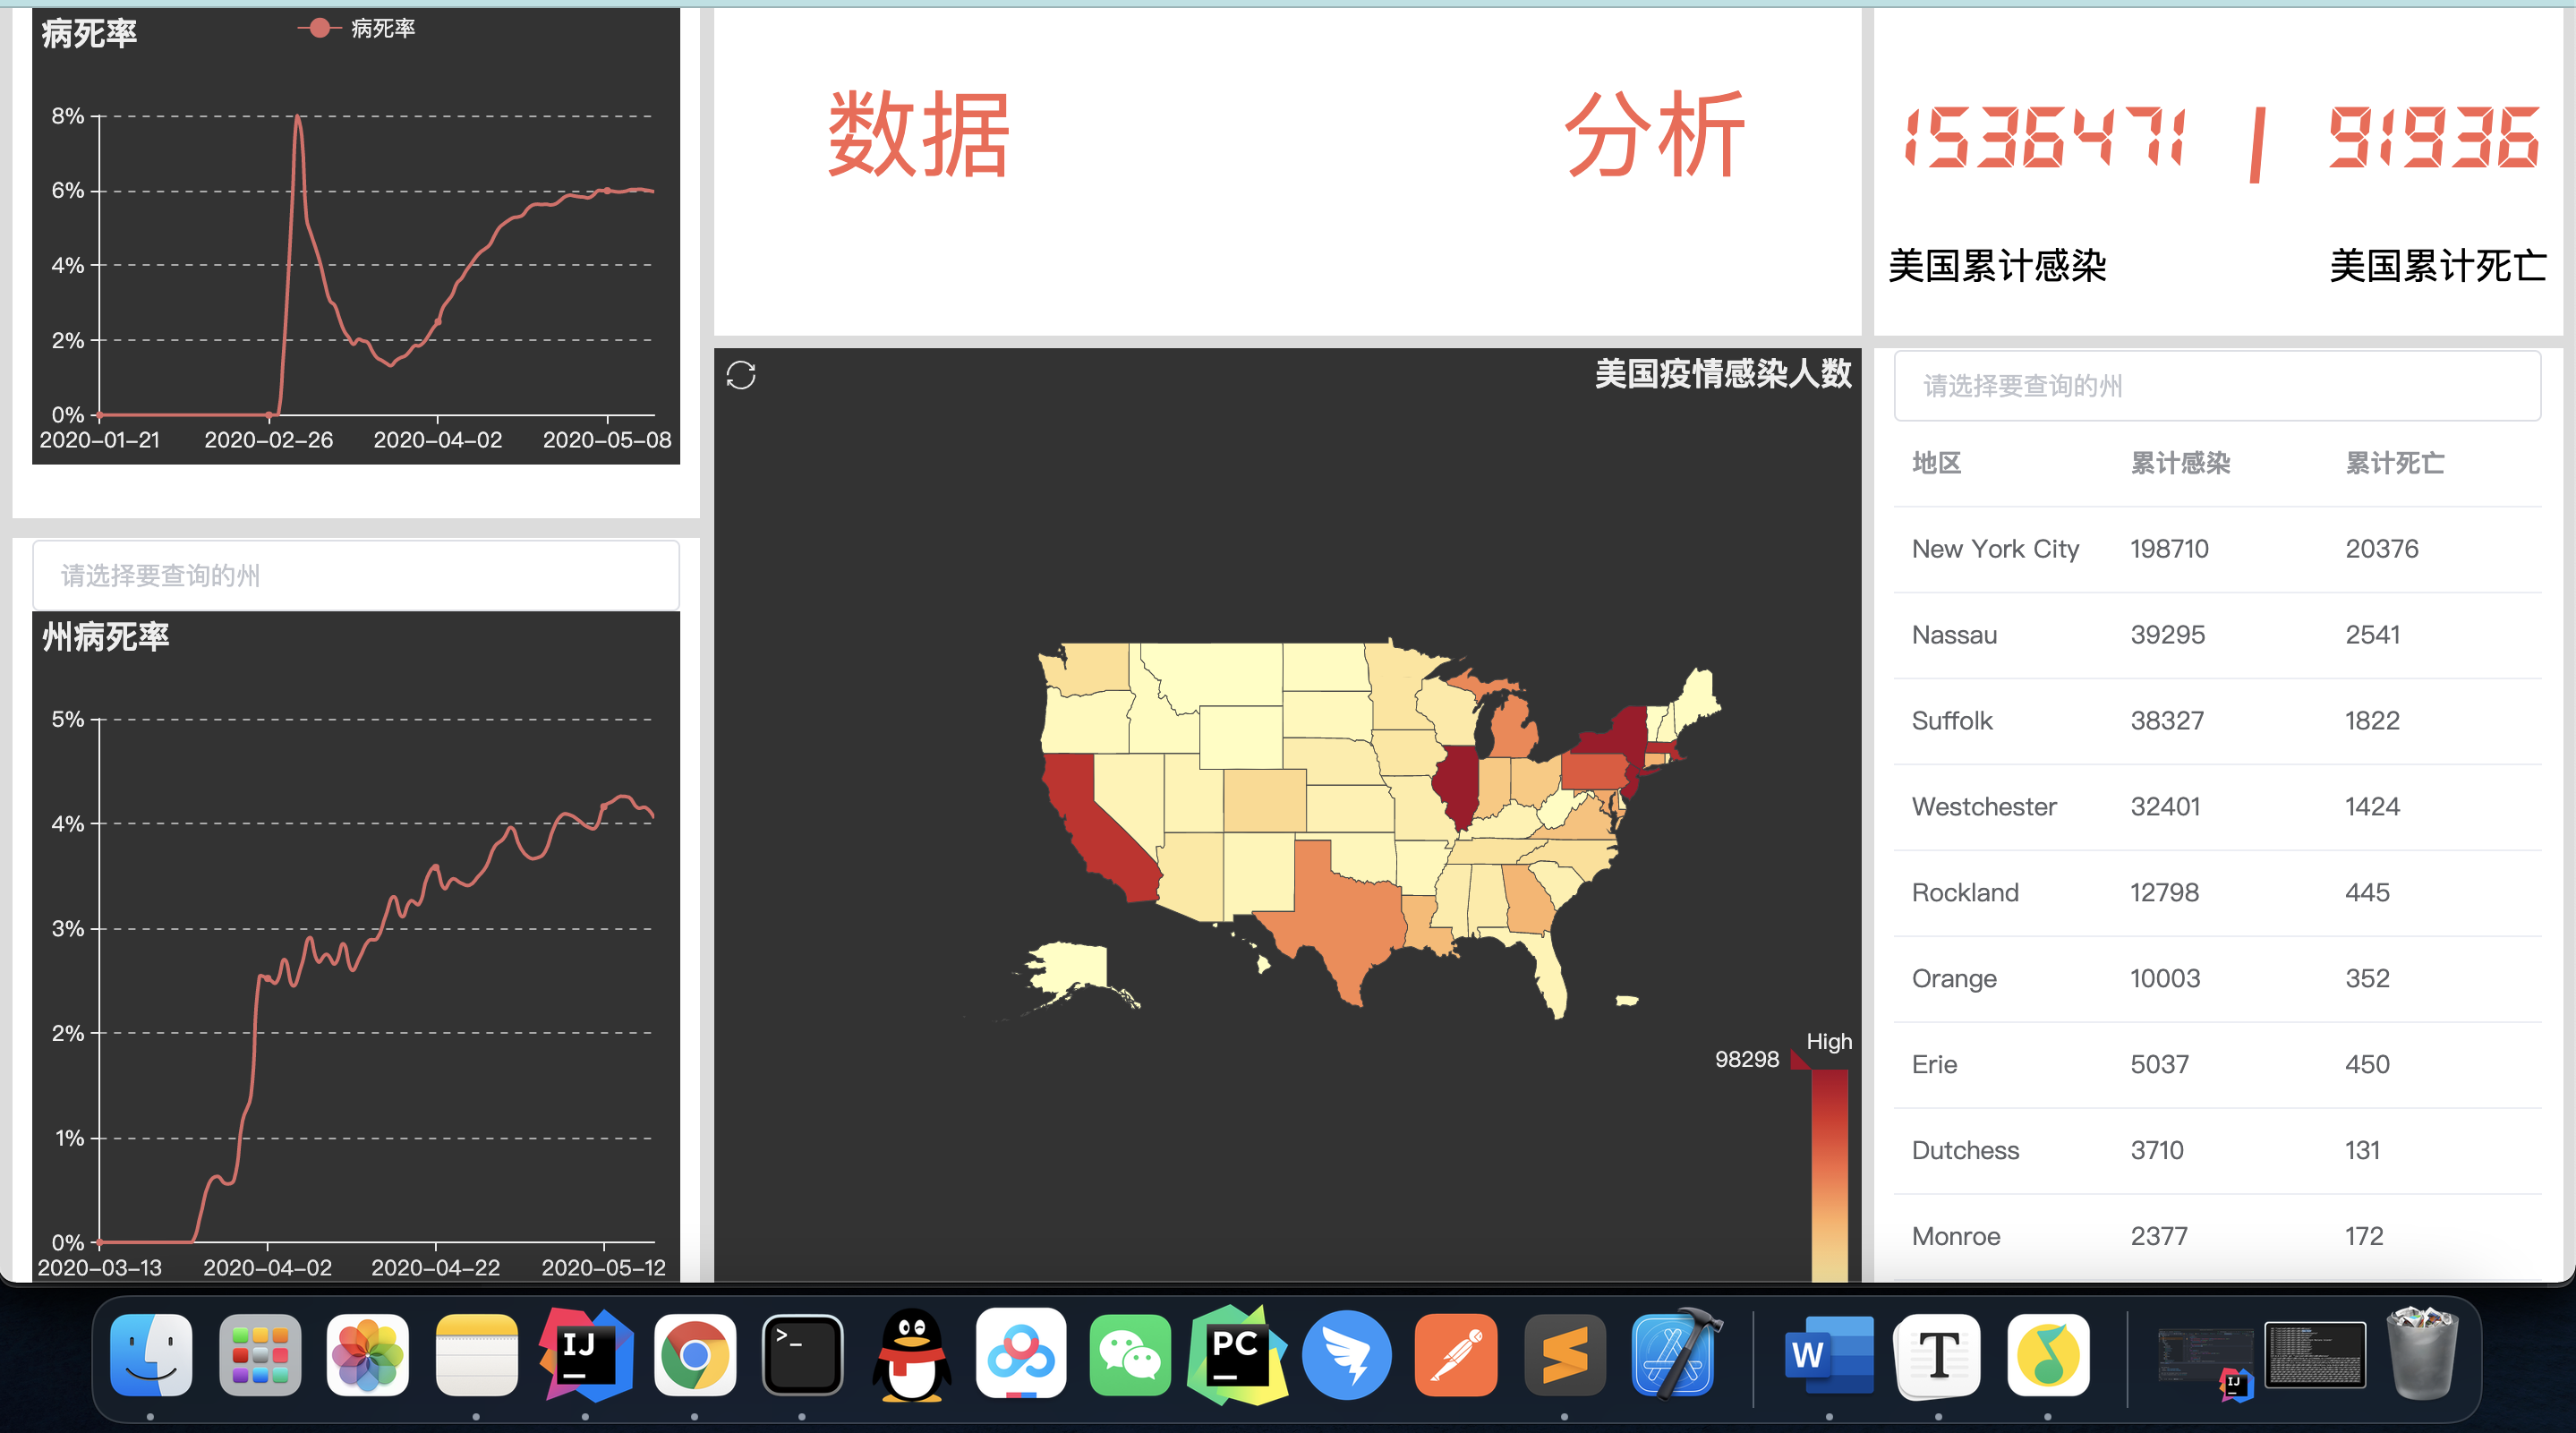 病死率
病死率
8%
6%
4%
2%
0%
2020-01-21 2020-02-26 2020-04-02 2020-05-08
请选择要查询的州
州病死率
5%
4%
3%
2%
1%
0%
2020-03-13 2020-04-02 2020-04-22 2020-05-12
数据 分析
美国疫情感染人数
High
98298
1536471 | 91936
美国累计感染 美国累计死亡
请选择要查询的州
地区 累计感染 累计死亡
New York City 198710 20376
Nassau 39295 2541
Suffolk 38327 1822
Westchester 32401 1424
Rockland 12798 445
Orange 10003 352
Erie 5037 450
Dutchess 3710 131
Monroe 2377 172
IJ
>_
PC
W
T
IJ